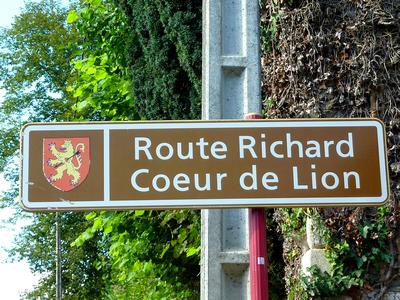 Route Richard
Coeur de Lion